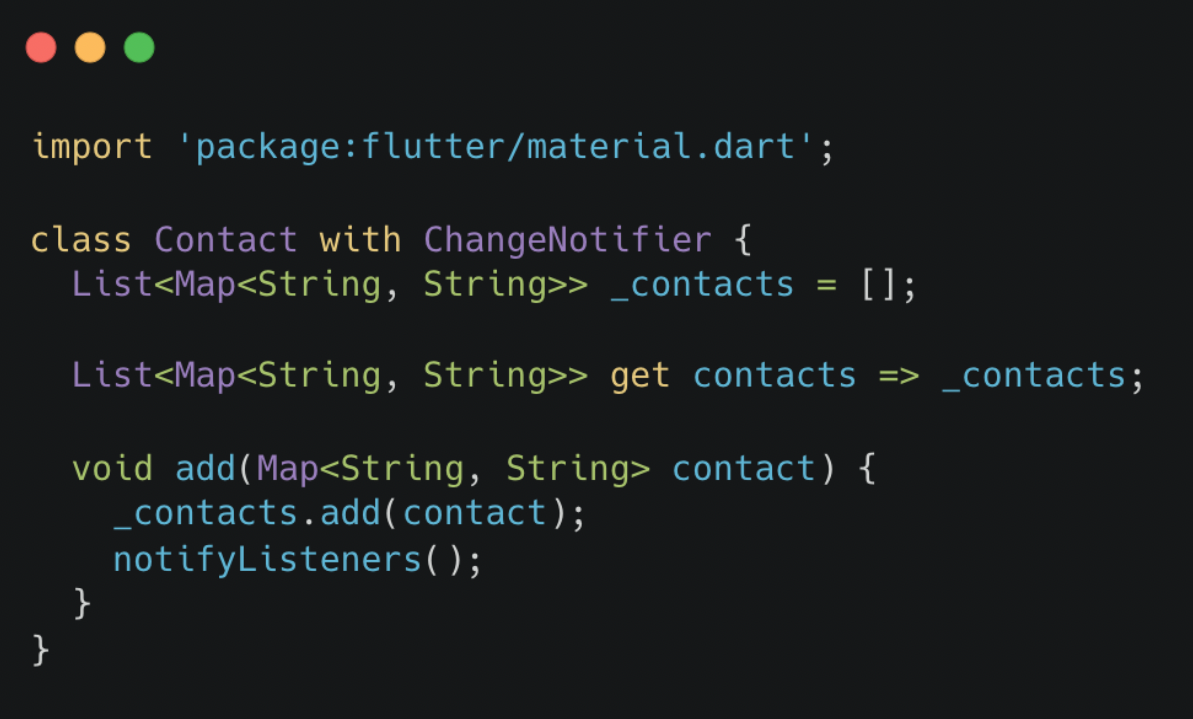 import 'package:flutter/material.dart';
class Contact with ChangeNotifier {
List<Map<String, String>> _contacts = [];
List<Map<String, String>> get contacts => _contacts;
void add(Map<String, String> contact) {
_contacts.add(contact);
notifyListeners();
}
}